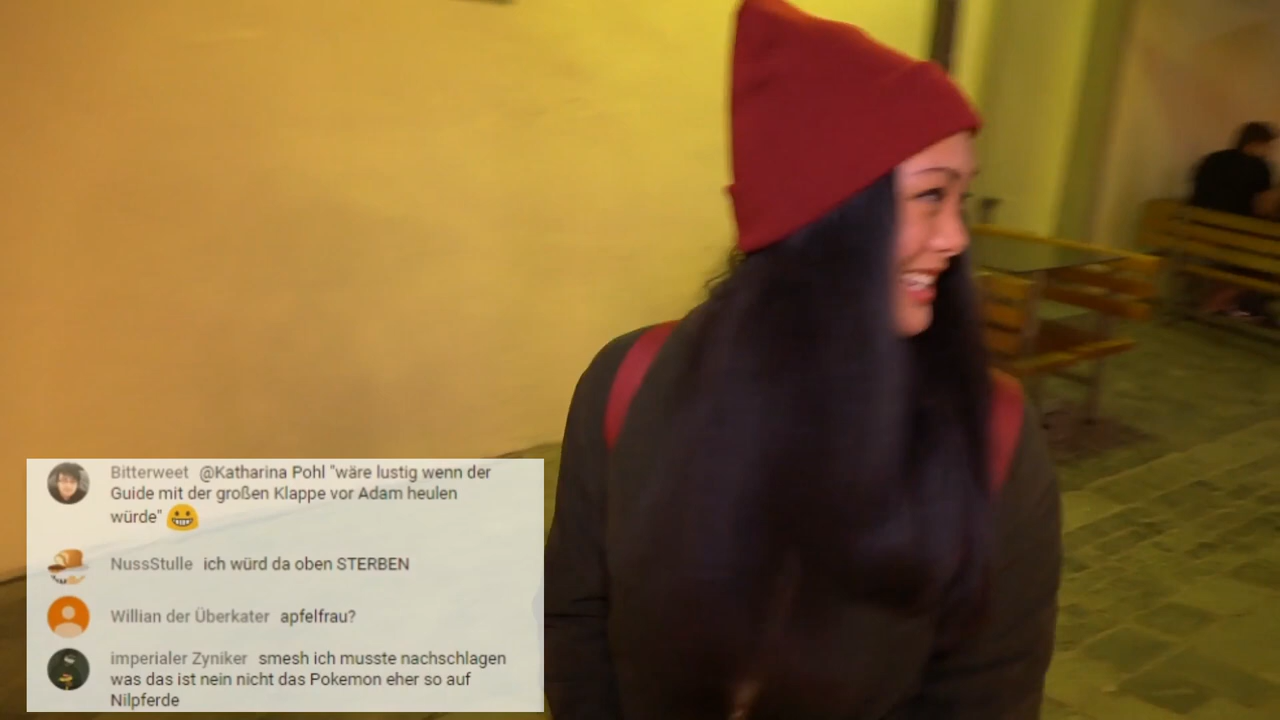 Bitterweet @Katharina Pohl "wäre lustig wenn der
Guide mit der großen Klappe vor Adam heulen
würde" 😀
NussStulle ich würd da oben STERBEN
Willian der Überkater apfelfrau?
imperialer Zyniker smesh ich musste nachschlagen
was das ist nein nicht das Pokemon eher so auf
Nilpferde